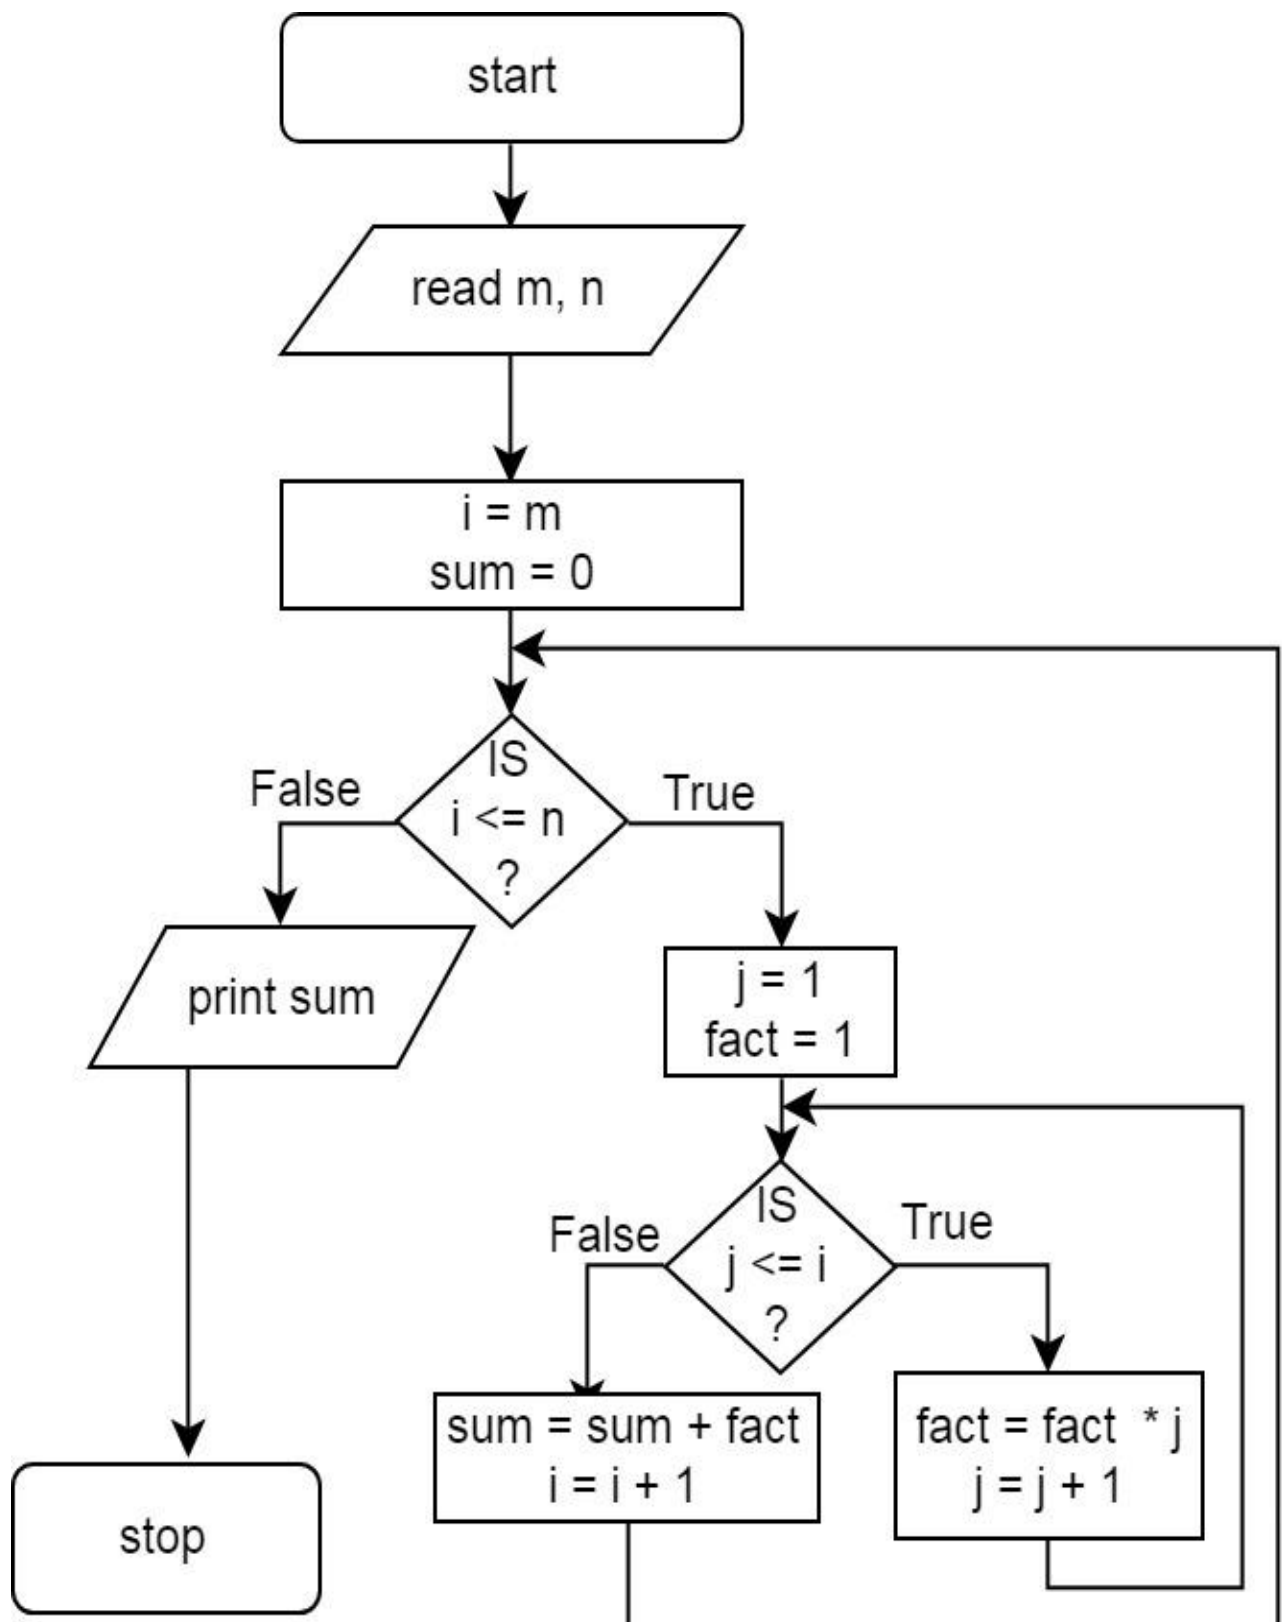 start
read m, n
i = m
sum = 0
IS
i <= n
?
False
True
print sum
j = 1
fact = 1
IS
j <= i
?
False
True
sum = sum + fact
i = i + 1
fact = fact * j
j = j + 1
stop